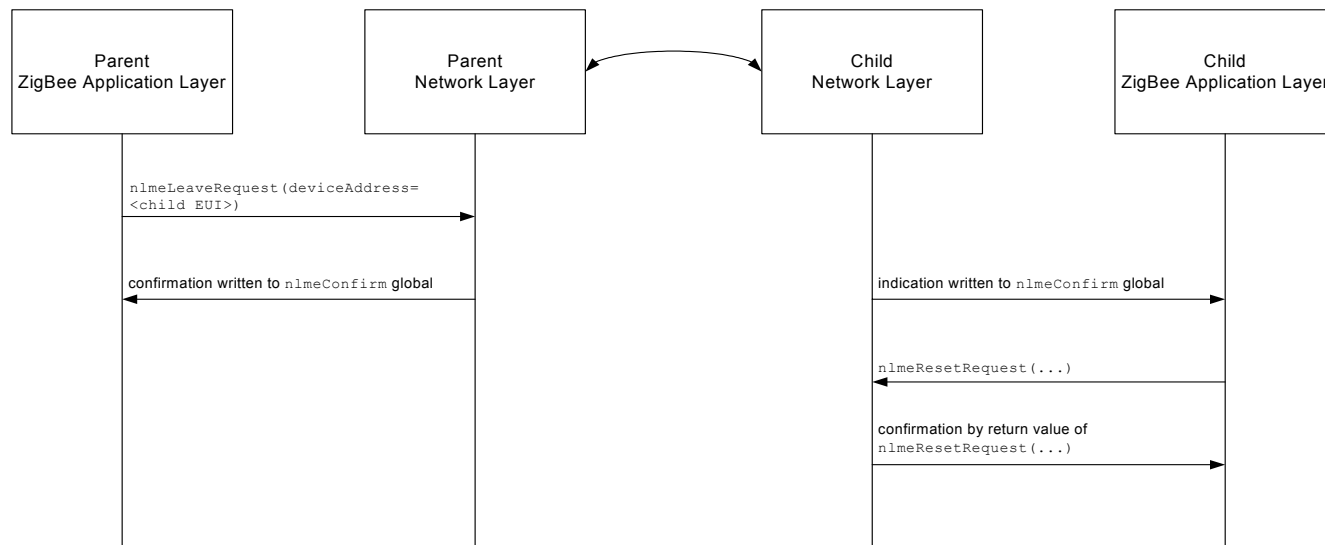 Parent
ZigBee Application Layer
Parent
Network Layer
Child
Network Layer
Child
ZigBee Application Layer
nlmeLeaveRequest(deviceAddress=
<child EUI>)
confirmation written to nlmeConfirm global
indication written to nlmeConfirm global
nlmeResetRequest(...)
confirmation by return value of
nlmeResetRequest(...)